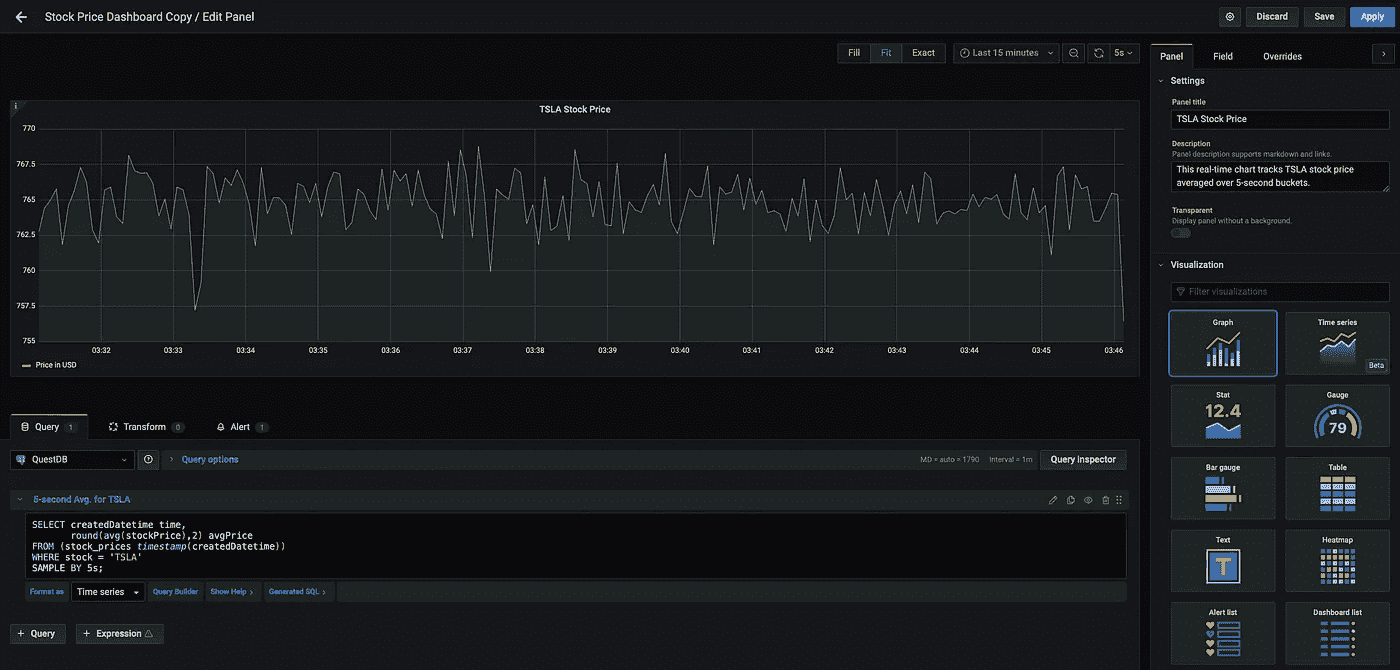 Stock Price Dashboard Copy / Edit Panel
Discard
Save
Apply
Fill
Fit
Exact
Last 15 minutes
5s
TSLA Stock Price
770
767.5
765
762.5
760
757.5
755
03:32
03:33
03:34
03:35
03:36
03:37
03:38
03:39
03:40
03:41
03:42
03:43
03:44
03:45
03:46
Price in USD
Query 1
Transform 0
Alert 1
QuestDB
Query options
MD = auto = 1790
Interval = 1m
Query inspector
5-second Avg. for TSLA
SELECT createdDatetime time,
round(avg(stockPrice),2) avgPrice
FROM (stock_prices timestamp(createdDatetime))
WHERE stock = 'TSLA'
SAMPLE BY 5s;
Format as
Time series
Query Builder
Show Help
Generated SQL
+ Query
+ Expression
Panel
Field
Overrides
Settings
Panel title
TSLA Stock Price
Description
Panel description supports markdown and links.
This real-time chart tracks TSLA stock price
averaged over 5-second buckets.
Transparent
Display panel without a background.
Visualization
Filter visualizations
Graph
Time series
Beta
Stat
12.4
Gauge
79
Bar gauge
Table
Text
T
Heatmap
Alert list
Dashboard list